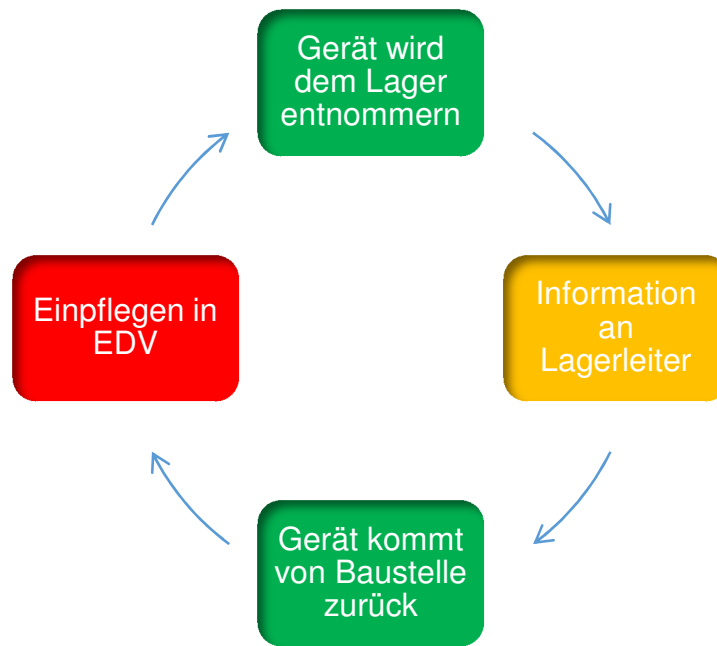 Gerät wird
dem Lager
entnommern
Information
an
Lagerleiter
Gerät kommt
von Baustelle
zurück
Einpflegen in
EDV